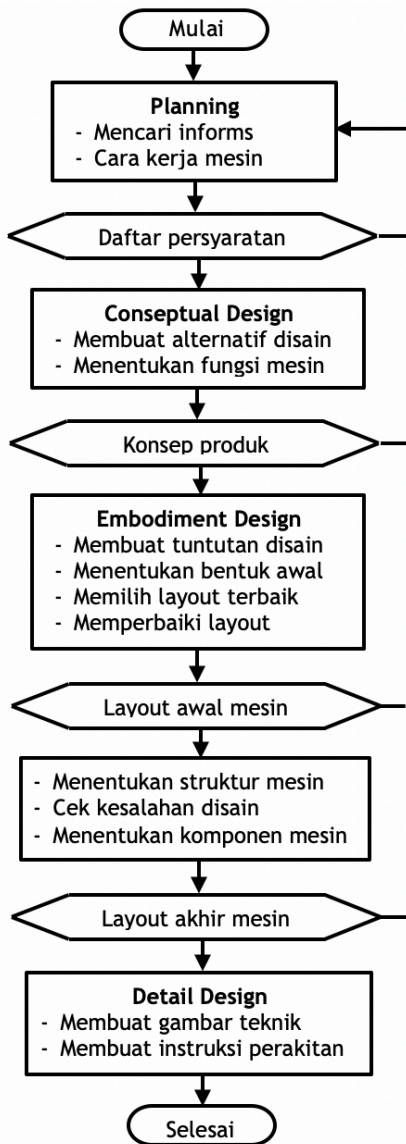 Mulai
Planning
- Mencari informs
- Cara kerja mesin
Daftar persyaratan
Conseptual Design
- Membuat alternatif disain
- Menentukan fungsi mesin
Konsep produk
Embodiment Design
- Membuat tuntutan disain
- Menentukan bentuk awal
- Memilih layout terbaik
- Memperbaiki layout
Layout awal mesin
- Menentukan struktur mesin
- Cek kesalahan disain
- Menentukan komponen mesin
Layout akhir mesin
Detail Design
- Membuat gambar teknik
- Membuat instruksi perakitan
Selesai